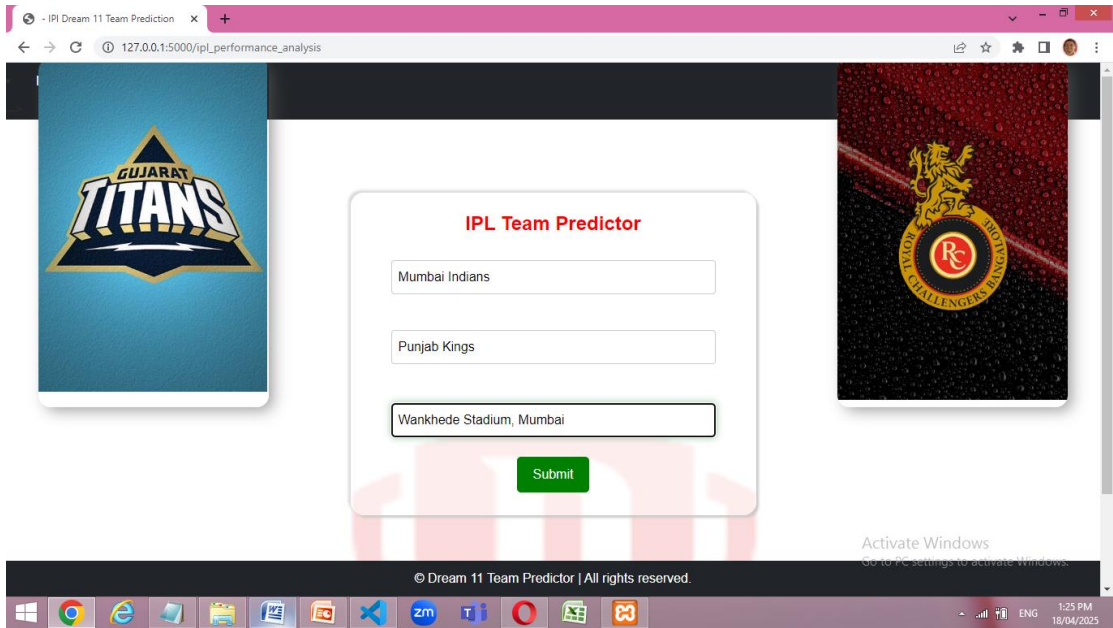 - IPl Dream 11 Team Prediction
127.0.0.1:5000/ipl_performance_analysis
GUJARAT
TITANS
ROYAL CHALLENGERS BANGALORE
RC
IPL Team Predictor
Mumbai Indians
Punjab Kings
Wankhede Stadium, Mumbai
Submit
Activate Windows
Go to PC settings to activate Windows.
© Dream 11 Team Predictor | All rights reserved.
zm
ENG
1:25 PM
18/04/2025